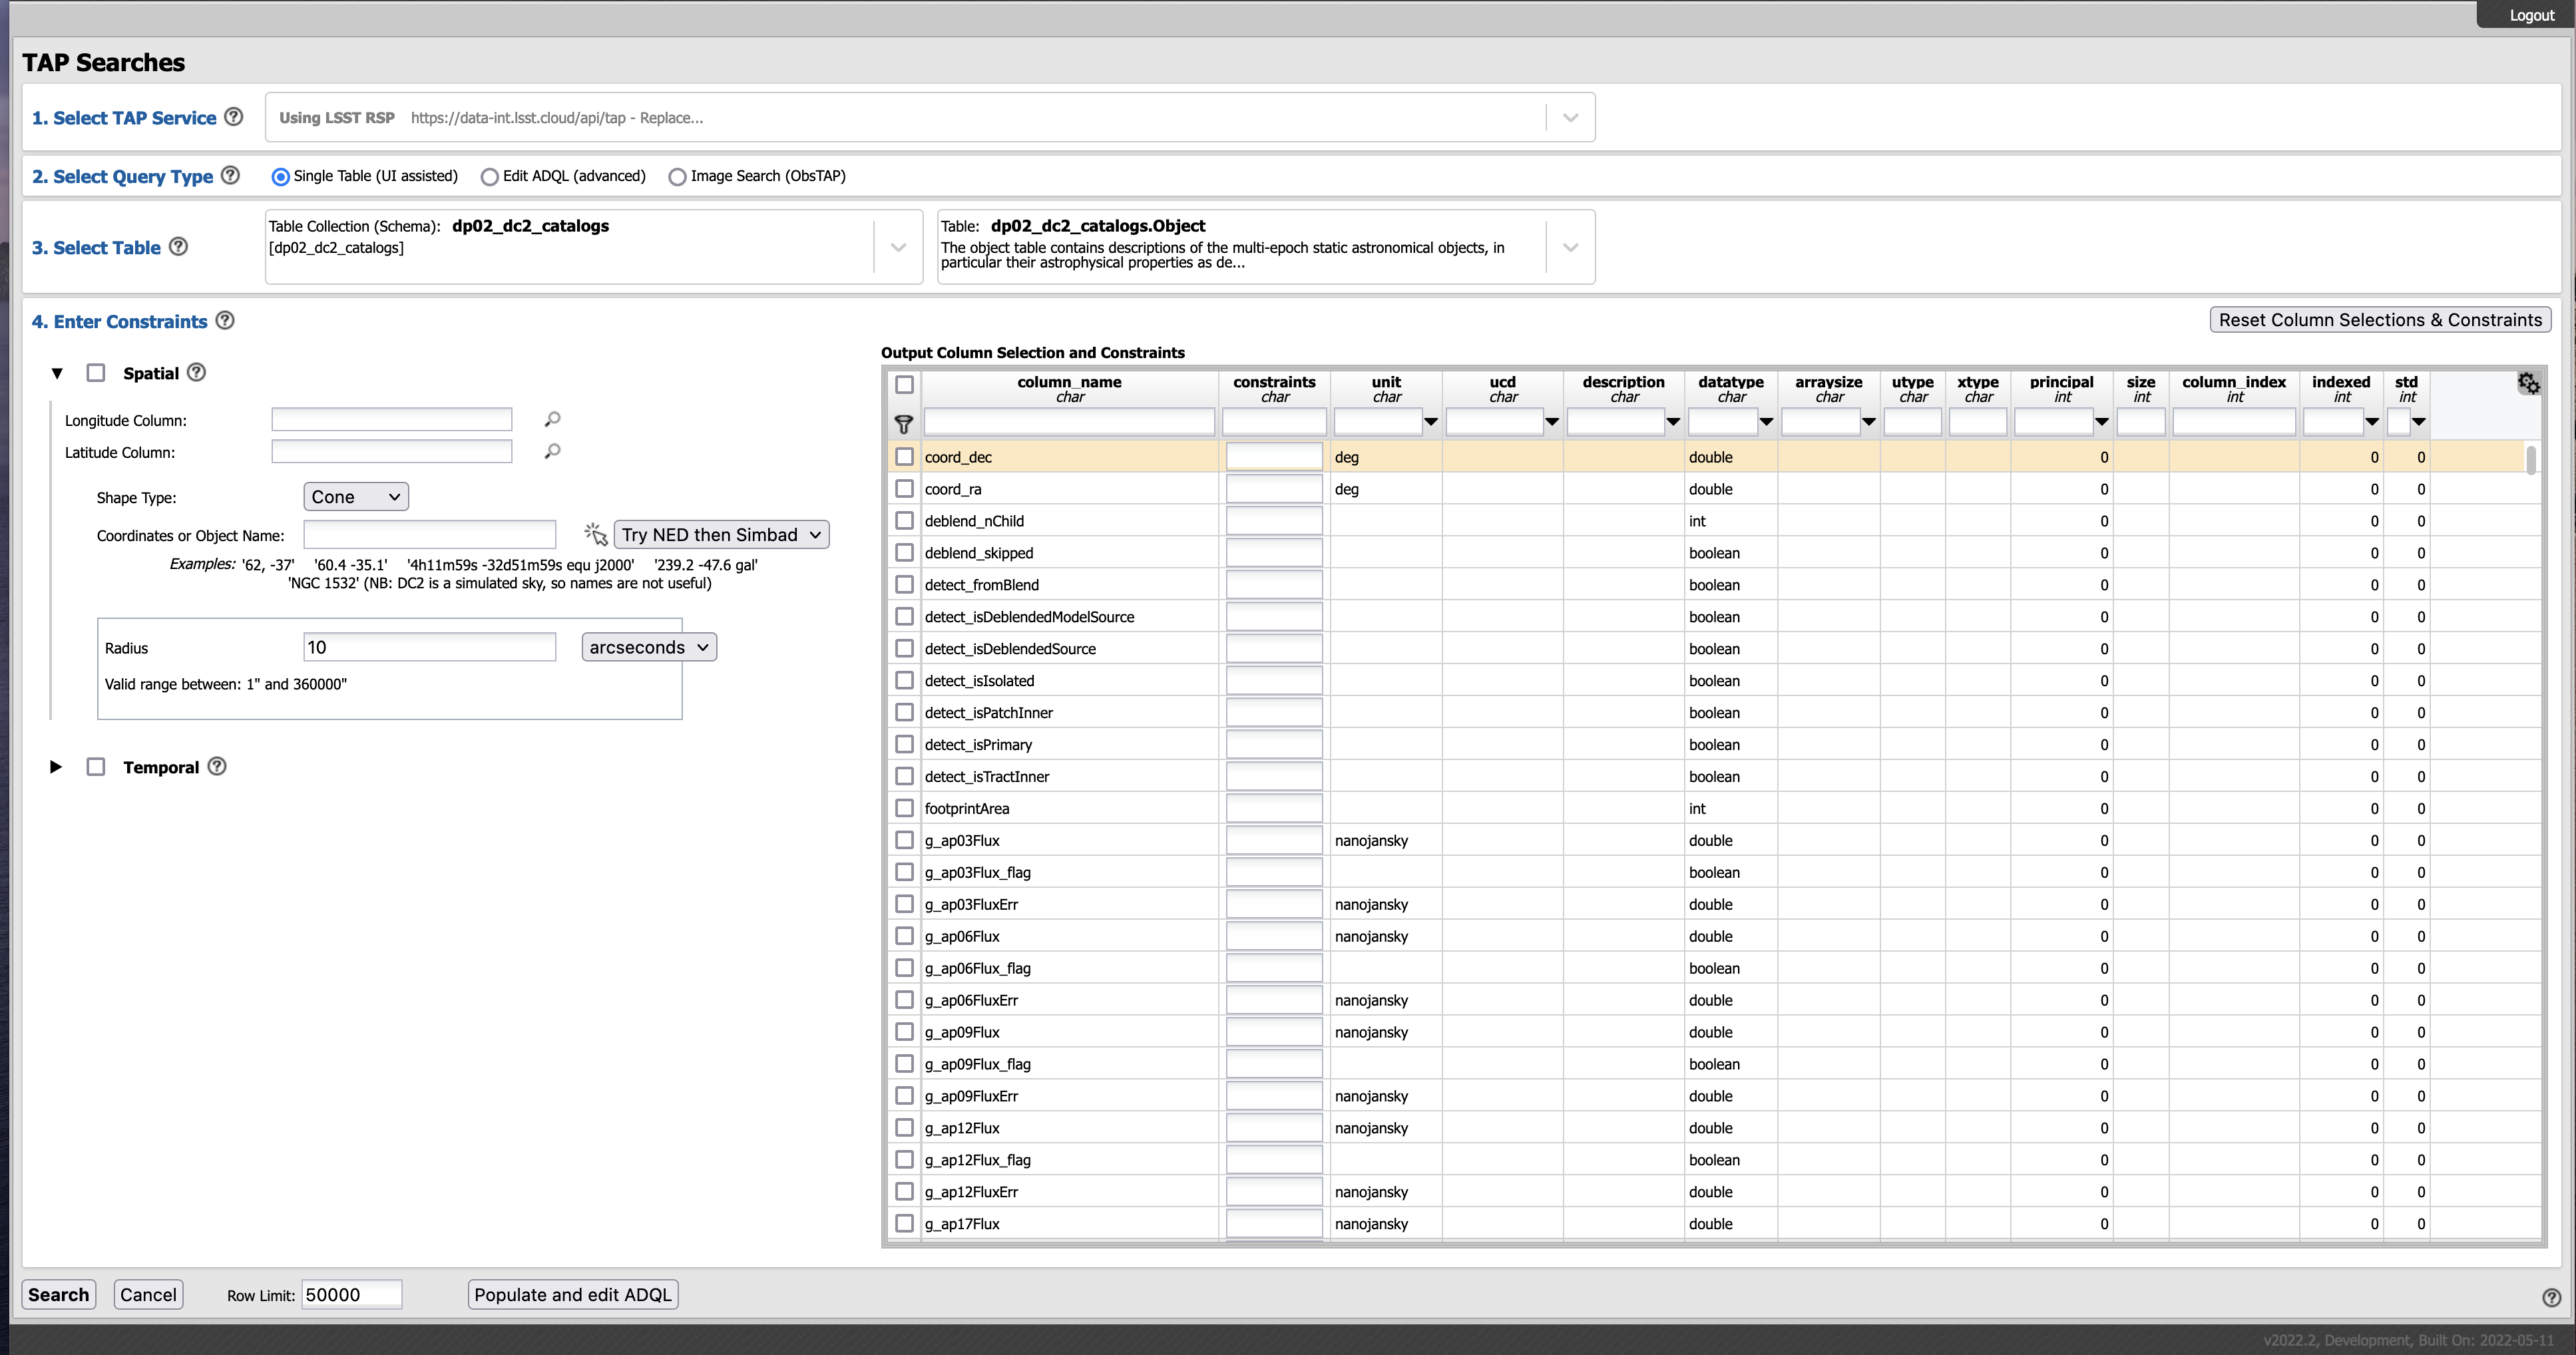 Logout
TAP Searches
1. Select TAP Service
Using LSST RSP https://data-int.lsst.cloud/api/tap - Replace...
2. Select Query Type
Single Table (UI assisted) Edit ADQL (advanced) Image Search (ObsTAP)
3. Select Table
Table Collection (Schema): dp02_dc2_catalogs
[dp02_dc2_catalogs]
Table: dp02_dc2_catalogs.Object
The object table contains descriptions of the multi-epoch static astronomical objects, in
particular their astrophysical properties as de...
4. Enter Constraints
Reset Column Selections & Constraints
Spatial
Longitude Column:
Latitude Column:
Shape Type: Cone
Coordinates or Object Name: Try NED then Simbad
Examples: '62, -37' '60.4 -35.1' '4h11m59s -32d51m59s equ j2000' '239.2 -47.6 gal'
'NGC 1532' (NB: DC2 is a simulated sky, so names are not useful)
Radius 10 arcseconds
Valid range between: 1" and 360000"
Temporal
Output Column Selection and Constraints
column_name constraints unit ucd description datatype arraysize utype xtype principal size column_index indexed std
char char char char char char char char char int int int int int
coord_dec deg double 0 0 0
coord_ra deg double 0 0 0
deblend_nChild int 0 0 0
deblend_skipped boolean 0 0 0
detect_fromBlend boolean 0 0 0
detect_isDeblendedModelSource boolean 0 0 0
detect_isDeblendedSource boolean 0 0 0
detect_isIsolated boolean 0 0 0
detect_isPatchInner boolean 0 0 0
detect_isPrimary boolean 0 0 0
detect_isTractInner boolean 0 0 0
footprintArea int 0 0 0
g_ap03Flux nanojansky double 0 0 0
g_ap03Flux_flag boolean 0 0 0
g_ap03FluxErr nanojansky double 0 0 0
g_ap06Flux nanojansky double 0 0 0
g_ap06Flux_flag boolean 0 0 0
g_ap06FluxErr nanojansky double 0 0 0
g_ap09Flux nanojansky double 0 0 0
g_ap09Flux_flag boolean 0 0 0
g_ap09FluxErr nanojansky double 0 0 0
g_ap12Flux nanojansky double 0 0 0
g_ap12Flux_flag boolean 0 0 0
g_ap12FluxErr nanojansky double 0 0 0
g_ap17Flux nanojansky double 0 0 0
Search Cancel Row Limit: 50000 Populate and edit ADQL
v2022.2, Development, Built On: 2022-05-11